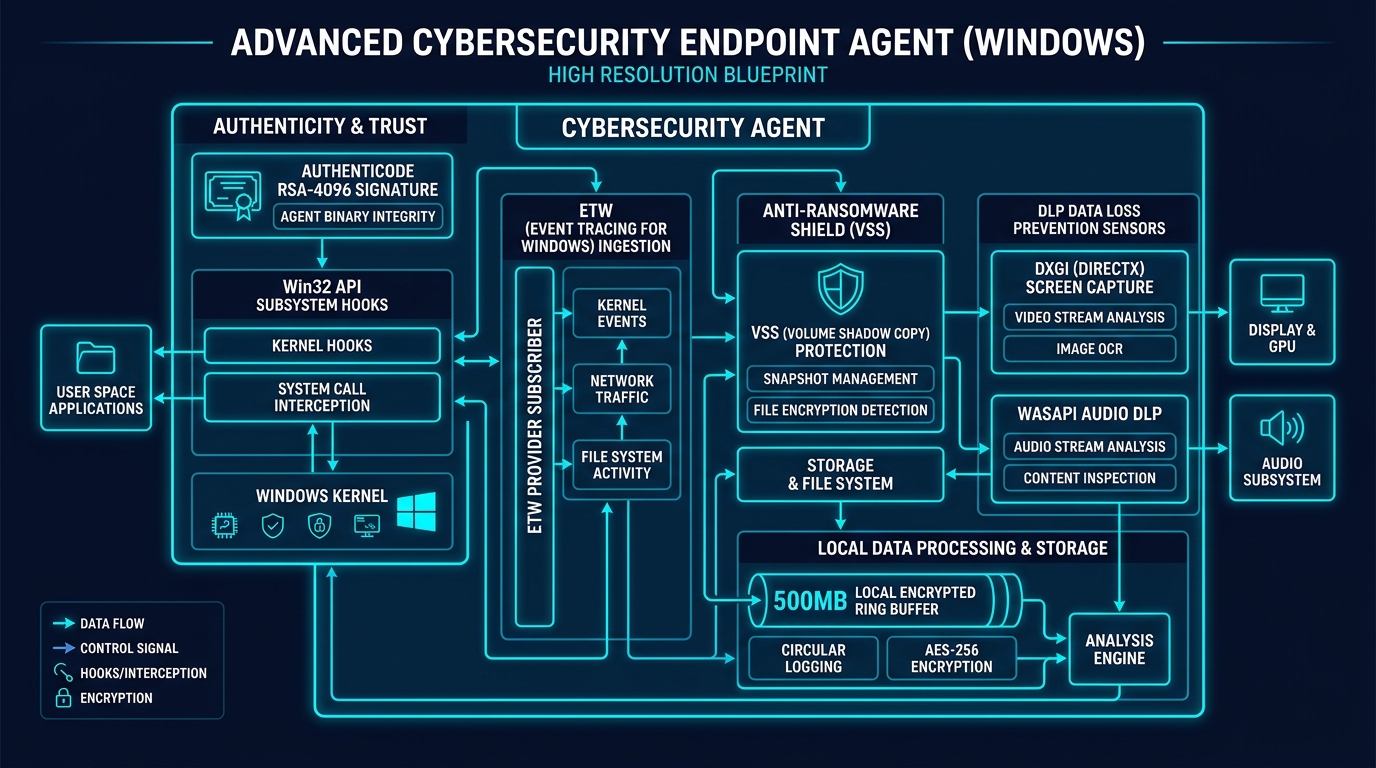 ADVANCED CYBERSECURITY ENDPOINT AGENT (WINDOWS)
HIGH RESOLUTION BLUEPRINT
CYBERSECURITY AGENT
AUTHENTICITY & TRUST
AUTHENTICODE
RSA-4096 SIGNATURE
AGENT BINARY INTEGRITY
Win32 API
SUBSYSTEM HOOKS
KERNEL HOOKS
SYSTEM CALL
INTERCEPTION
WINDOWS KERNEL
USER SPACE
APPLICATIONS
ETW
(EVENT TRACING FOR
WINDOWS) INGESTION
ETW PROVIDER SUBSCRIBER
KERNEL
EVENTS
NETWORK
TRAFFIC
FILE SYSTEM
ACTIVITY
ANTI-RANSOMWARE
SHIELD (VSS)
VSS (VOLUME SHADOW COPY)
PROTECTION
SNAPSHOT MANAGEMENT
FILE ENCRYPTION DETECTION
STORAGE
& FILE SYSTEM
DLP DATA LOSS
PREVENTION SENSORS
DXGI (DIRECTX)
SCREEN CAPTURE
VIDEO STREAM ANALYSIS
IMAGE OCR
WASAPI AUDIO DLP
AUDIO STREAM ANALYSIS
CONTENT INSPECTION
DISPLAY &
GPU
AUDIO
SUBSYSTEM
LOCAL DATA PROCESSING & STORAGE
500MB LOCAL ENCRYPTED
RING BUFFER
CIRCULAR
LOGGING
AES-256
ENCRYPTION
ANALYSIS
ENGINE
DATA FLOW
CONTROL SIGNAL
HOOKS/INTERCEPTION
ENCRYPTION